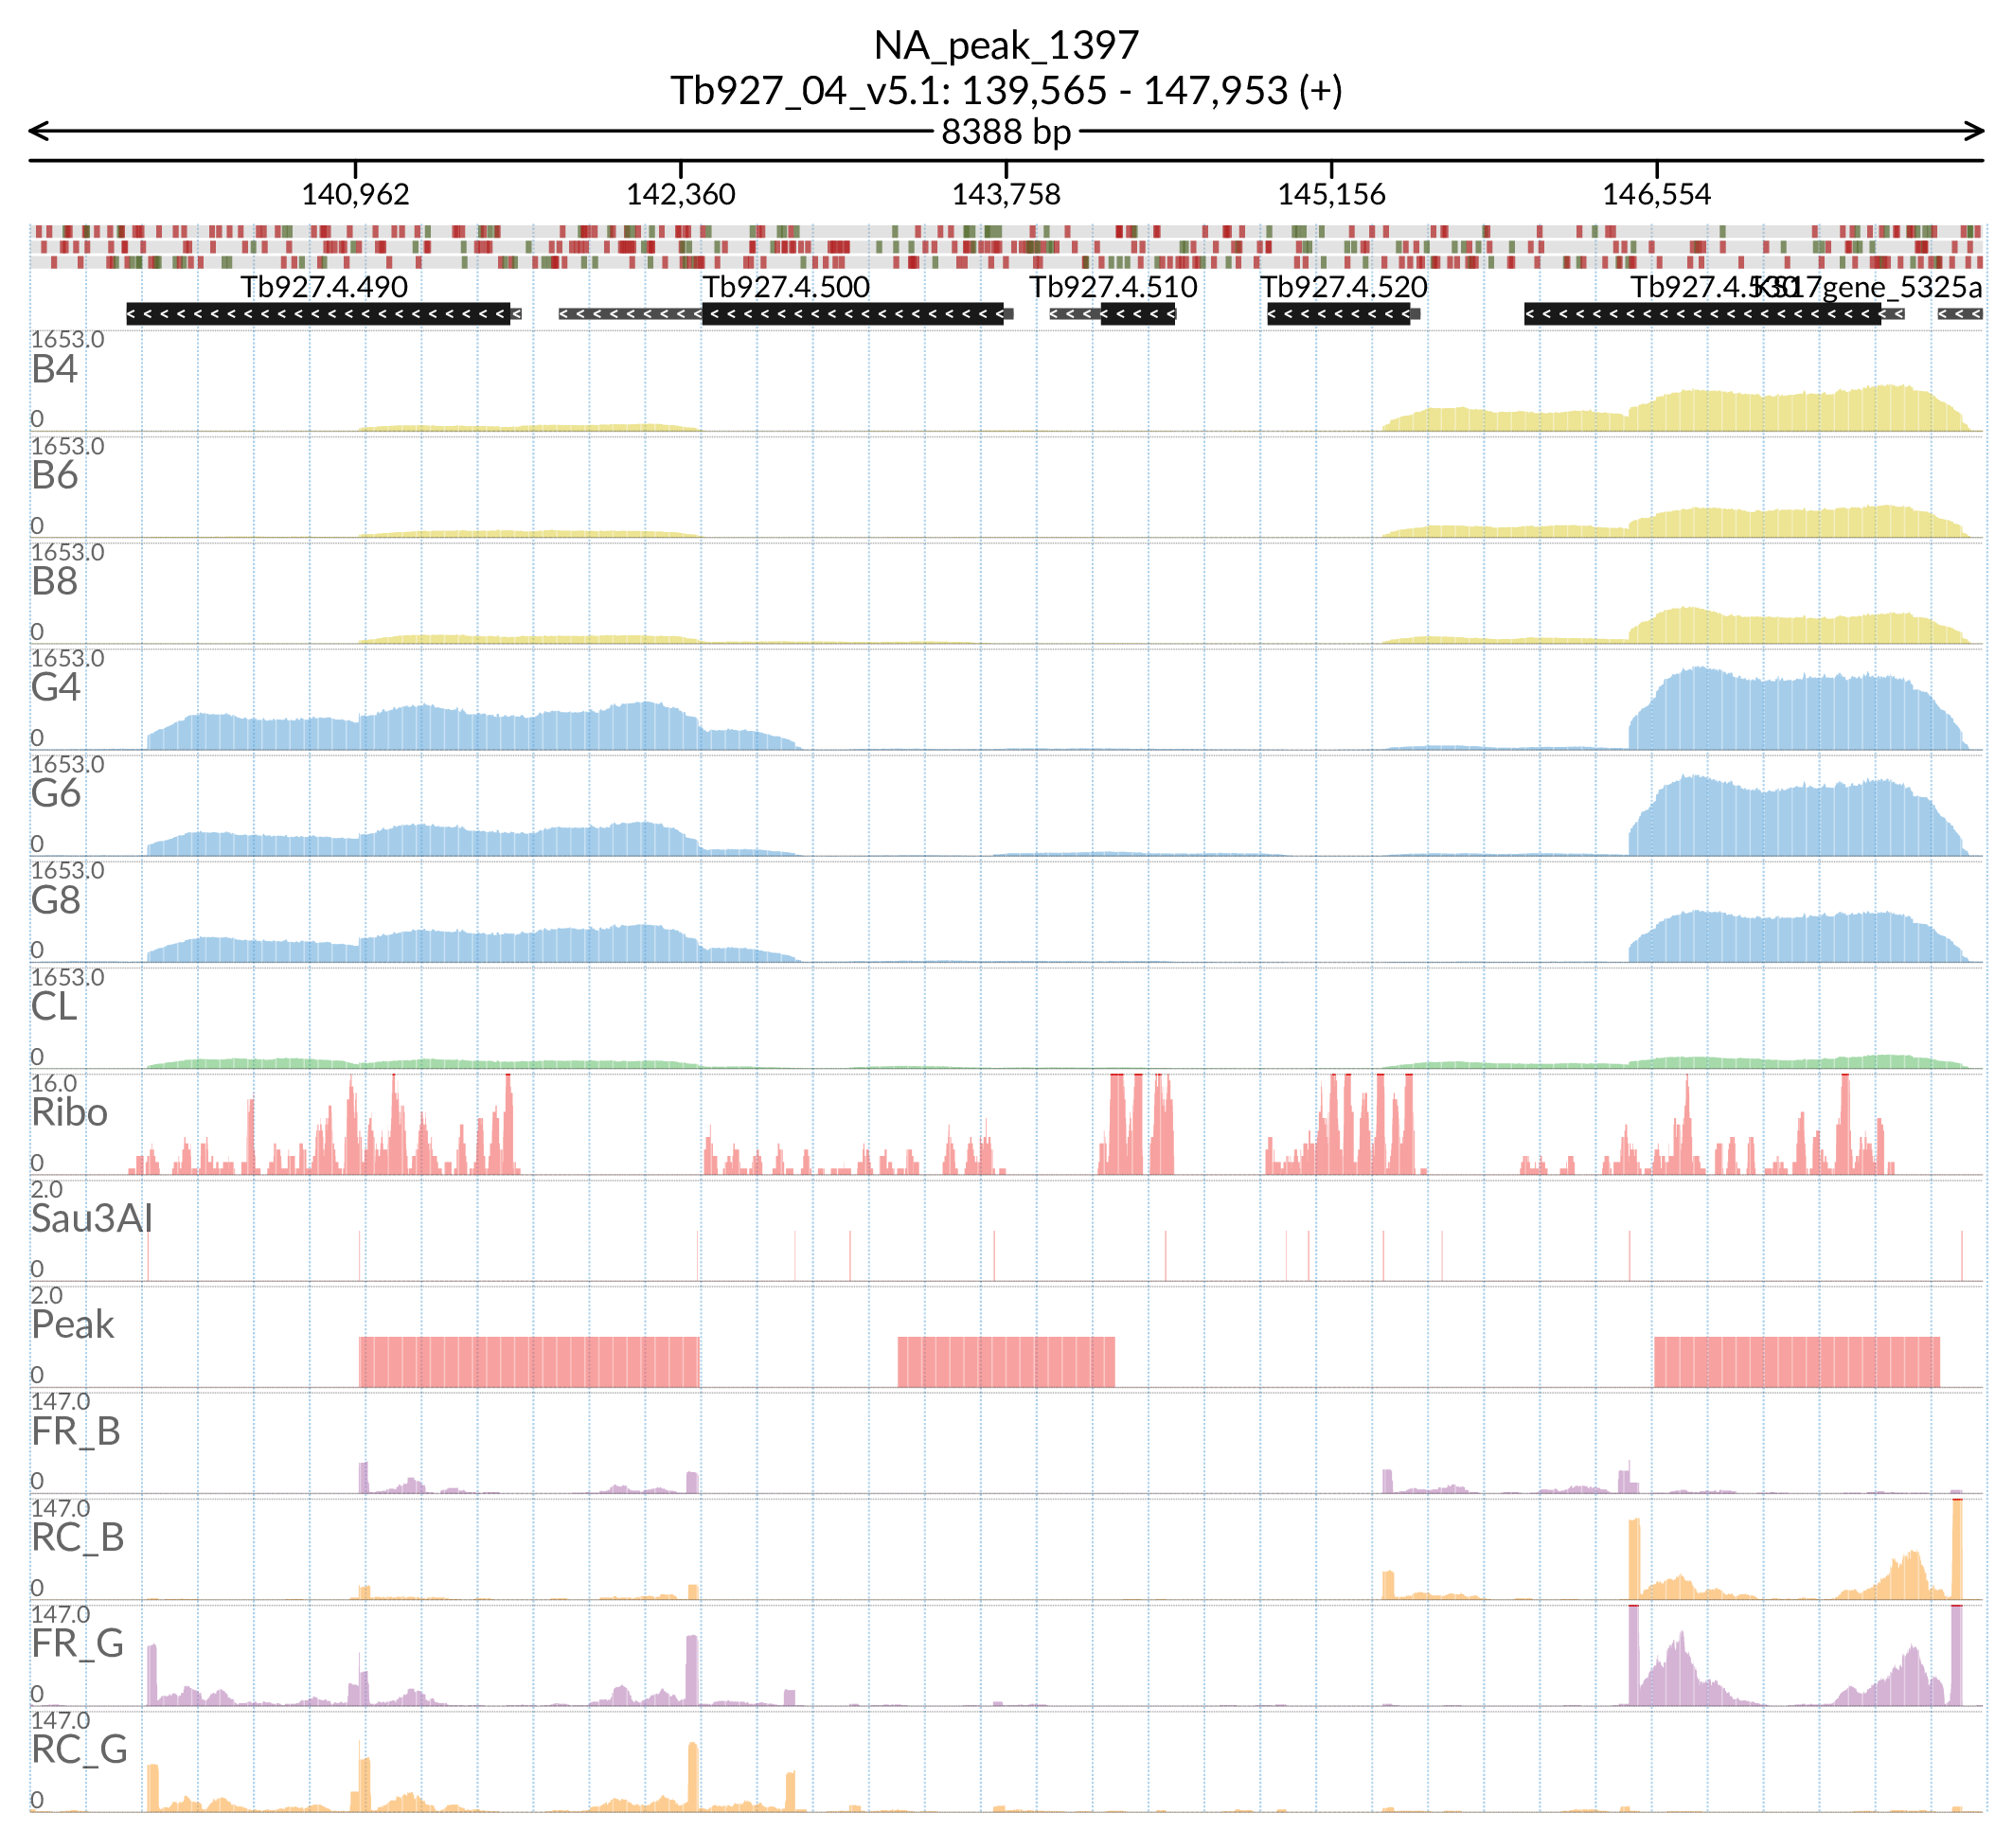 NA_peak_1397
Tb927_04_v5.1: 139,565 - 147,953 (+)
8388 bp
140,962 142,360 143,758 145,156 146,554
Tb927.4.490 Tb927.4.500 Tb927.4.510 Tb927.4.520 Tb927.4.530 KS17gene_5325a
1653.0
B4
0
1653.0
B6
0
1653.0
B8
0
1653.0
G4
0
1653.0
G6
0
1653.0
G8
0
1653.0
CL
0
16.0
Ribo
0
2.0
Sau3AI
0
2.0
Peak
0
147.0
FR_B
0
147.0
RC_B
0
147.0
FR_G
0
147.0
RC_G
0